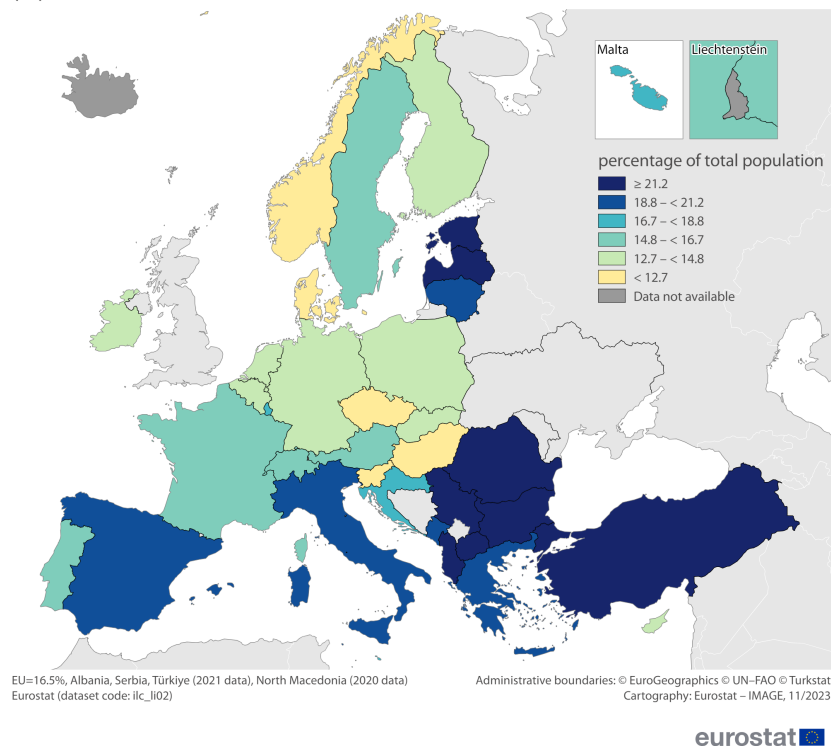 Malta
Liechtenstein
percentage of total population
≥ 21.2
18.8 – < 21.2
16.7 – < 18.8
14.8 – < 16.7
12.7 – < 14.8
< 12.7
Data not available
EU=16.5%, Albania, Serbia, Türkiye (2021 data), North Macedonia (2020 data)
Eurostat (dataset code: ilc_li02)
Administrative boundaries: © EuroGeographics © UN–FAO © Turkstat
Cartography: Eurostat – IMAGE, 11/2023
eurostat